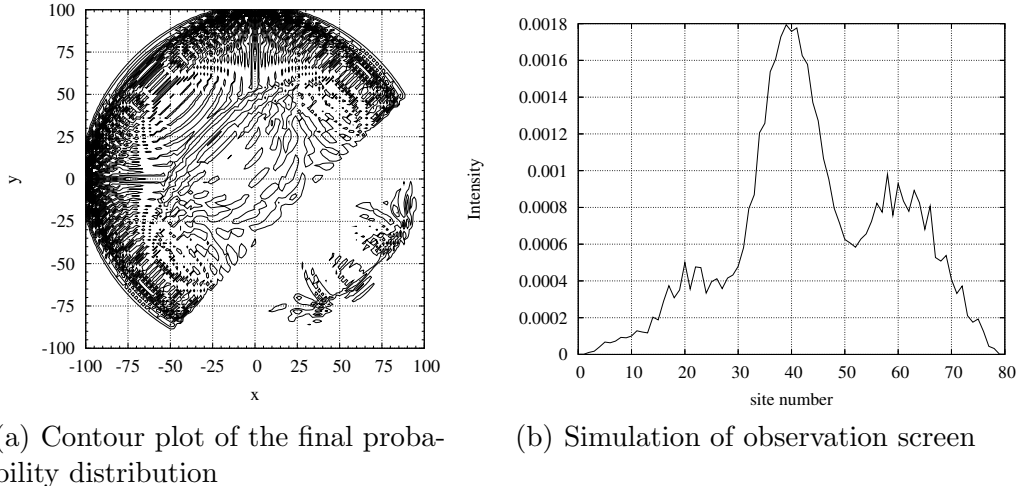 100
75
50
25
0
-25
-50
-75
-100
y
-100 -75 -50 -25 0 25 50 75 100
x
0.0018
0.0016
0.0014
0.0012
0.001
0.0008
0.0006
0.0004
0.0002
0
Intensity
0 10 20 30 40 50 60 70 80
site number
(a) Contour plot of the final proba-
bility distribution
(b) Simulation of observation screen